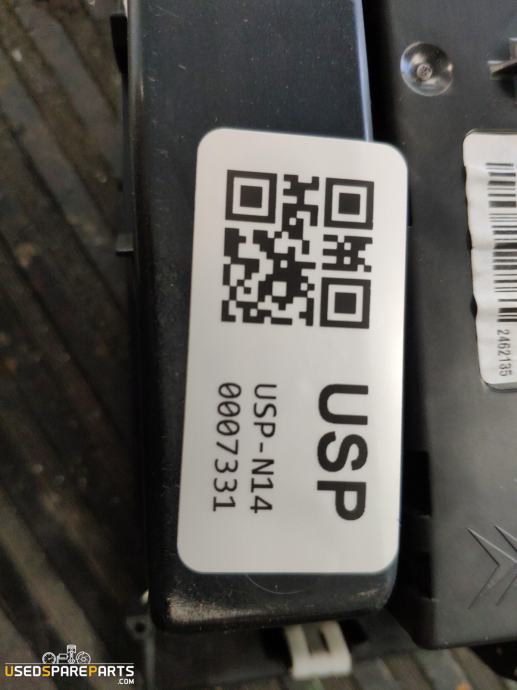 USP
USP-N14
0007331
2462135
USEDSPAREPARTS
.COM